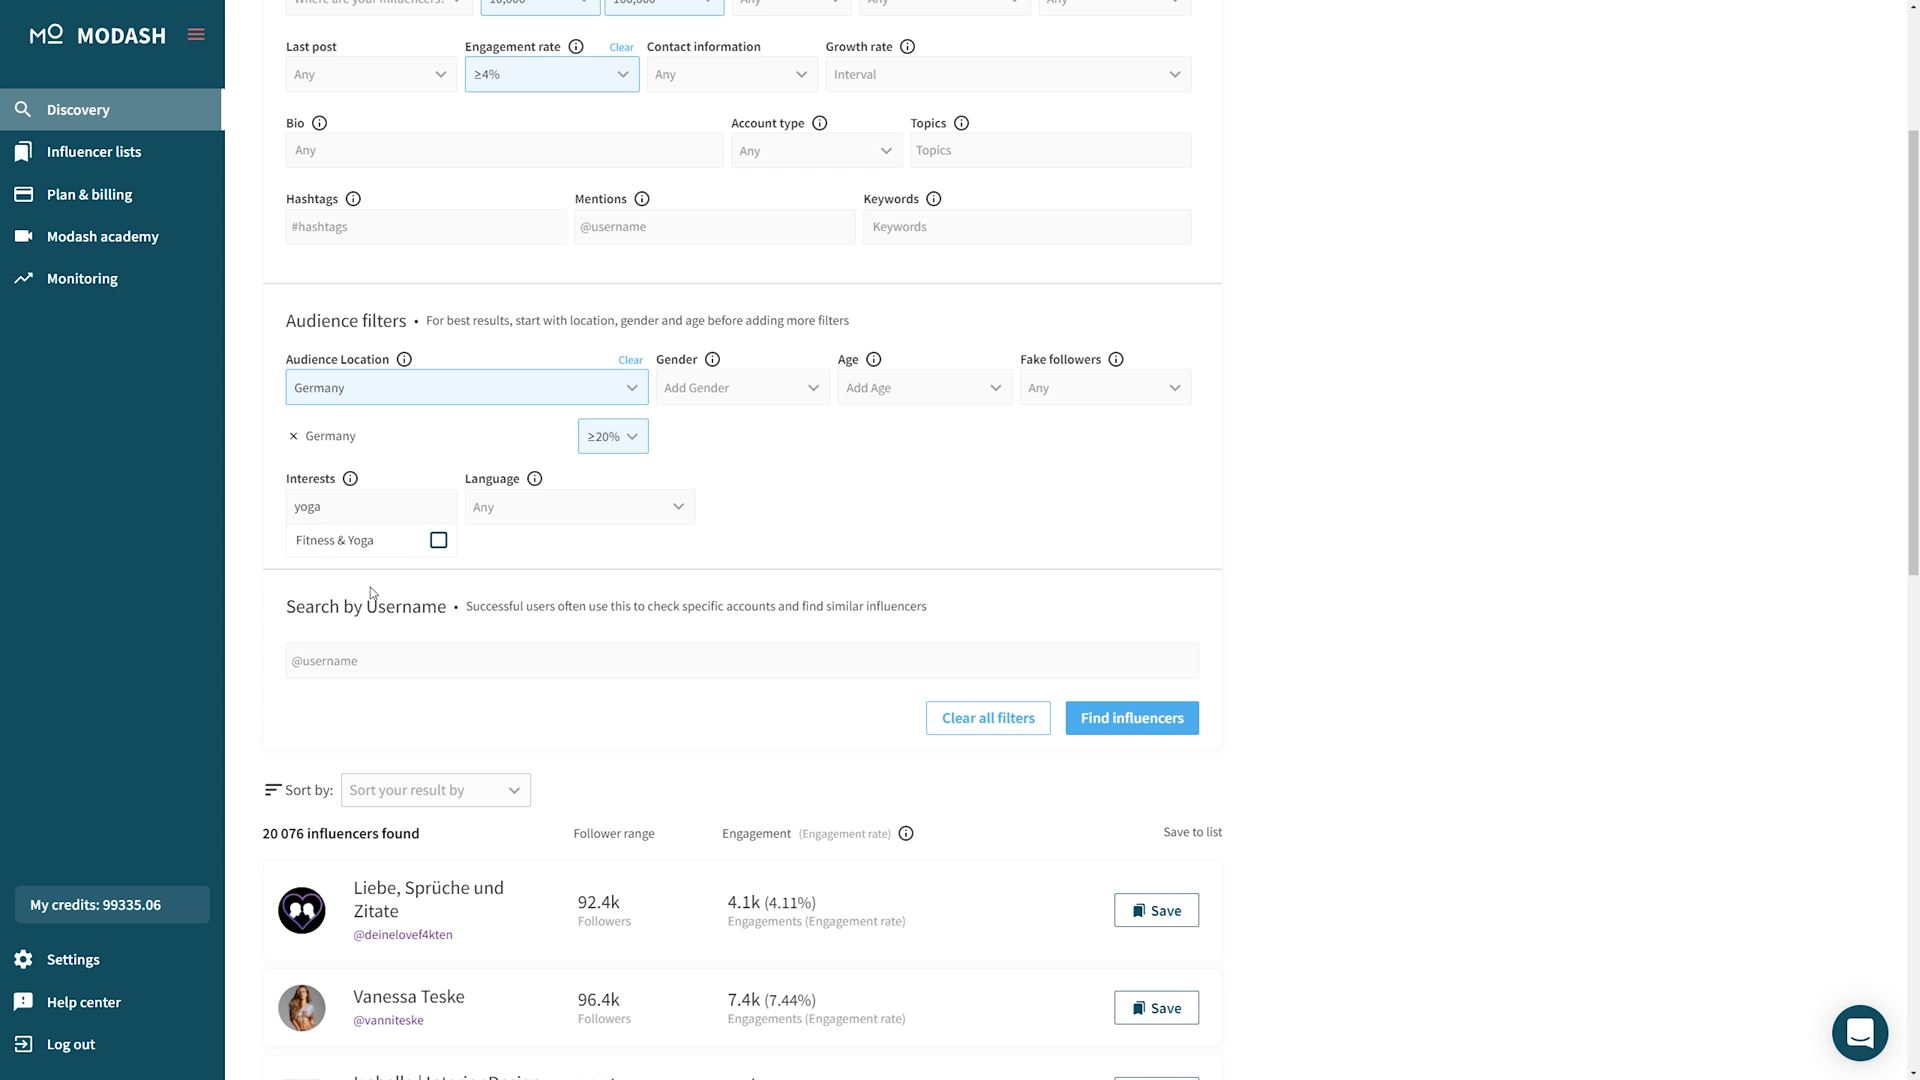 MODASH
Discovery
Influencer lists
Plan & billing
Modash academy
Monitoring
My credits: 99335.06
Settings
Help center
Log out
Where are your influencers?
10,000
100,000
Any
Any
Any
Last post
Any
Engagement rate
Clear
≥4%
Contact information
Any
Growth rate
Interval
Bio
Any
Account type
Any
Topics
Topics
Hashtags
#hashtags
Mentions
@username
Keywords
Keywords
Audience filters • For best results, start with location, gender and age before adding more filters
Audience Location
Clear
Germany
Gender
Add Gender
Age
Add Age
Fake followers
Any
× Germany
≥20%
Interests
yoga
Language
Any
Fitness & Yoga
Search by Username • Successful users often use this to check specific accounts and find similar influencers
@username
Clear all filters
Find influencers
Sort by:
Sort your result by
20 076 influencers found
Follower range
Engagement (Engagement rate)
Save to list
Liebe, Sprüche und
Zitate
@deinelovef4kten
92.4k
Followers
4.1k (4.11%)
Engagements (Engagement rate)
Save
Vanessa Teske
@vanniteske
96.4k
Followers
7.4k (7.44%)
Engagements (Engagement rate)
Save